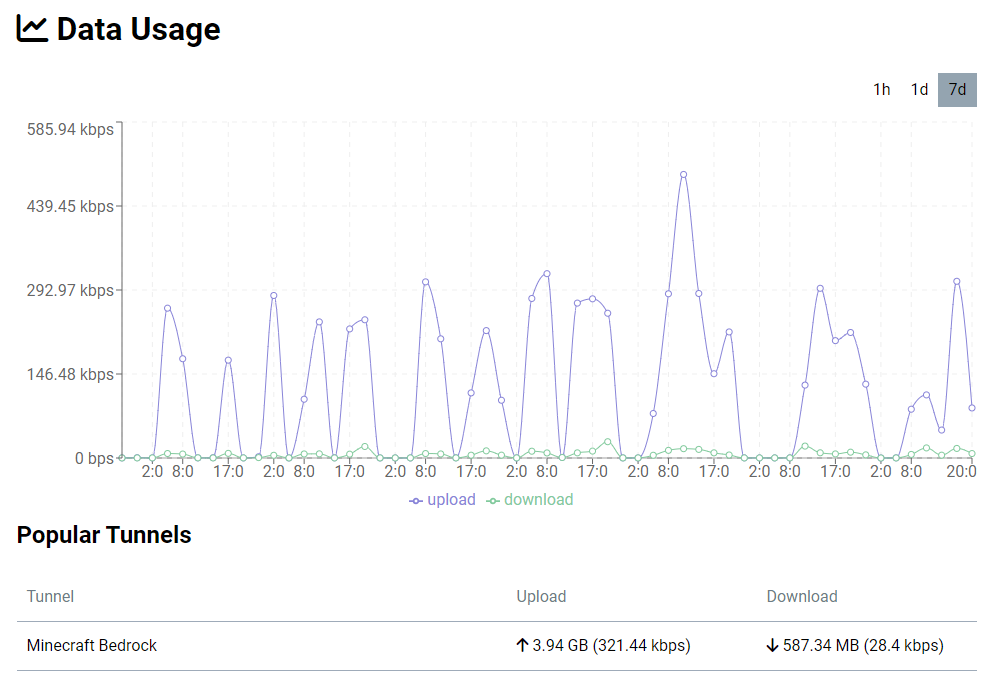 Data Usage
1h 1d 7d
585.94 kbps
439.45 kbps
292.97 kbps
146.48 kbps
0 bps
2:0 8:0 17:0 2:0 8:0 17:0 2:0 8:0 17:0 2:0 8:0 17:0 2:0 8:0 17:0 2:0 8:0 17:0 2:0 8:0 20:0
upload download
Popular Tunnels
Tunnel Upload Download
Minecraft Bedrock 3.94 GB (321.44 kbps) 587.34 MB (28.4 kbps)